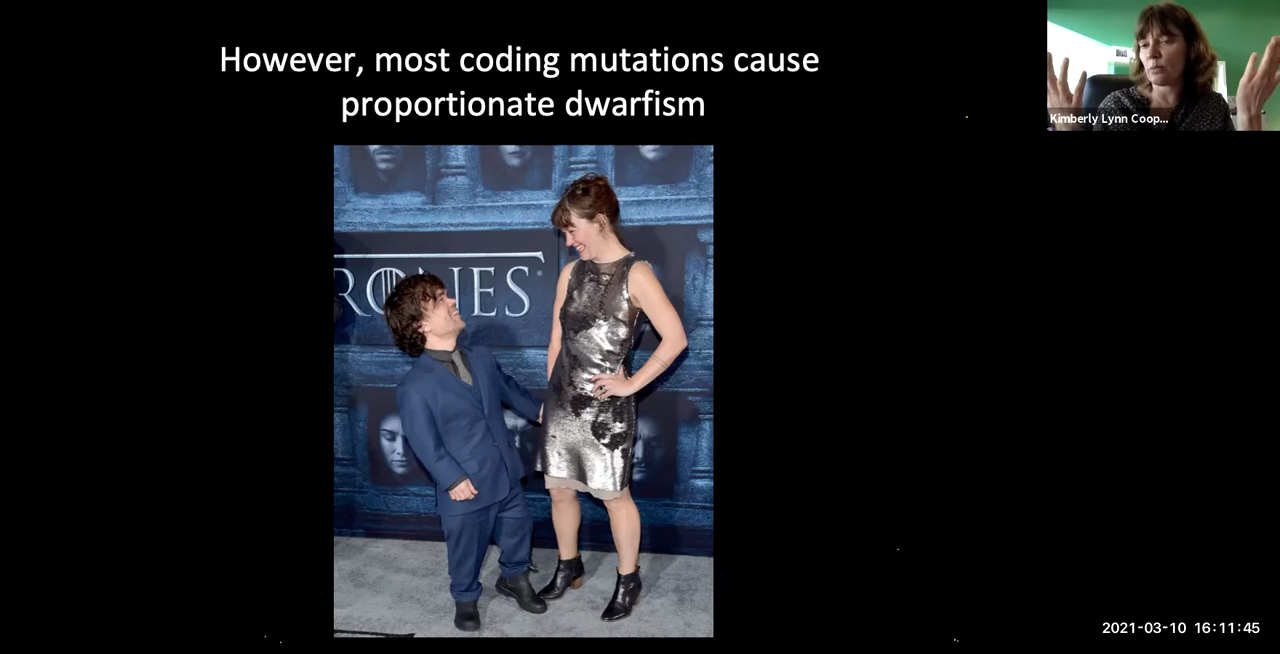 However, most coding mutations cause
proportionate dwarfism
Kimberly Lynn Coop...
RONES
2021-03-10 16:11:45